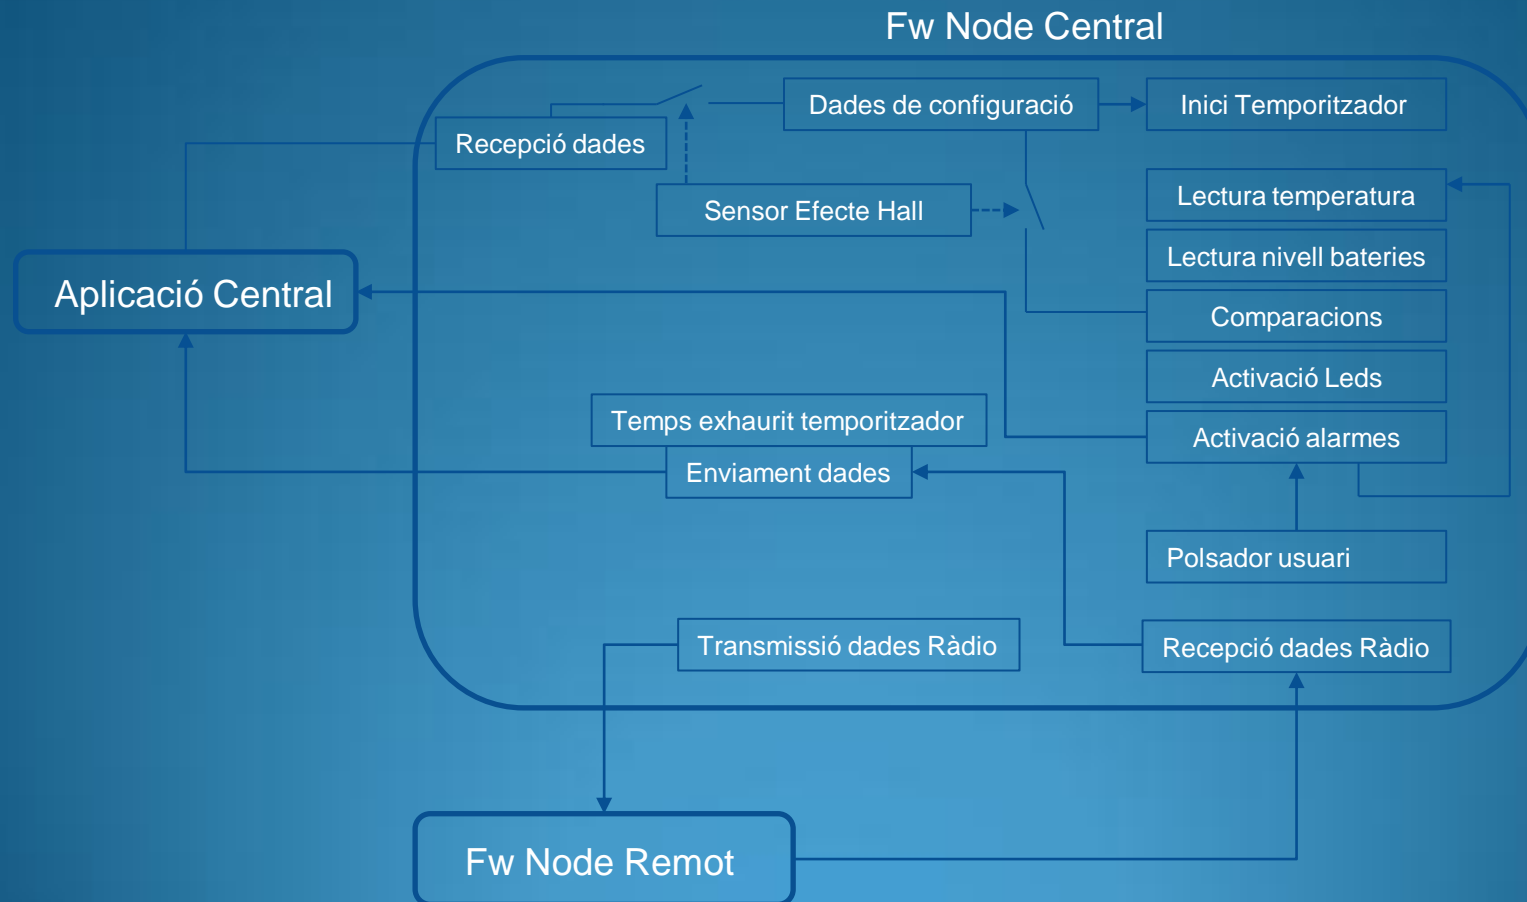 Fw Node Central
Dades de configuració
Inici Temporitzador
Recepció dades
Lectura temperatura
Sensor Efecte Hall
Lectura nivell bateries
Aplicació Central
Comparacions
Activació Leds
Temps exhaurit temporitzador
Activació alarmes
Enviament dades
Polsador usuari
Transmissió dades Ràdio
Recepció dades Ràdio
Fw Node Remot